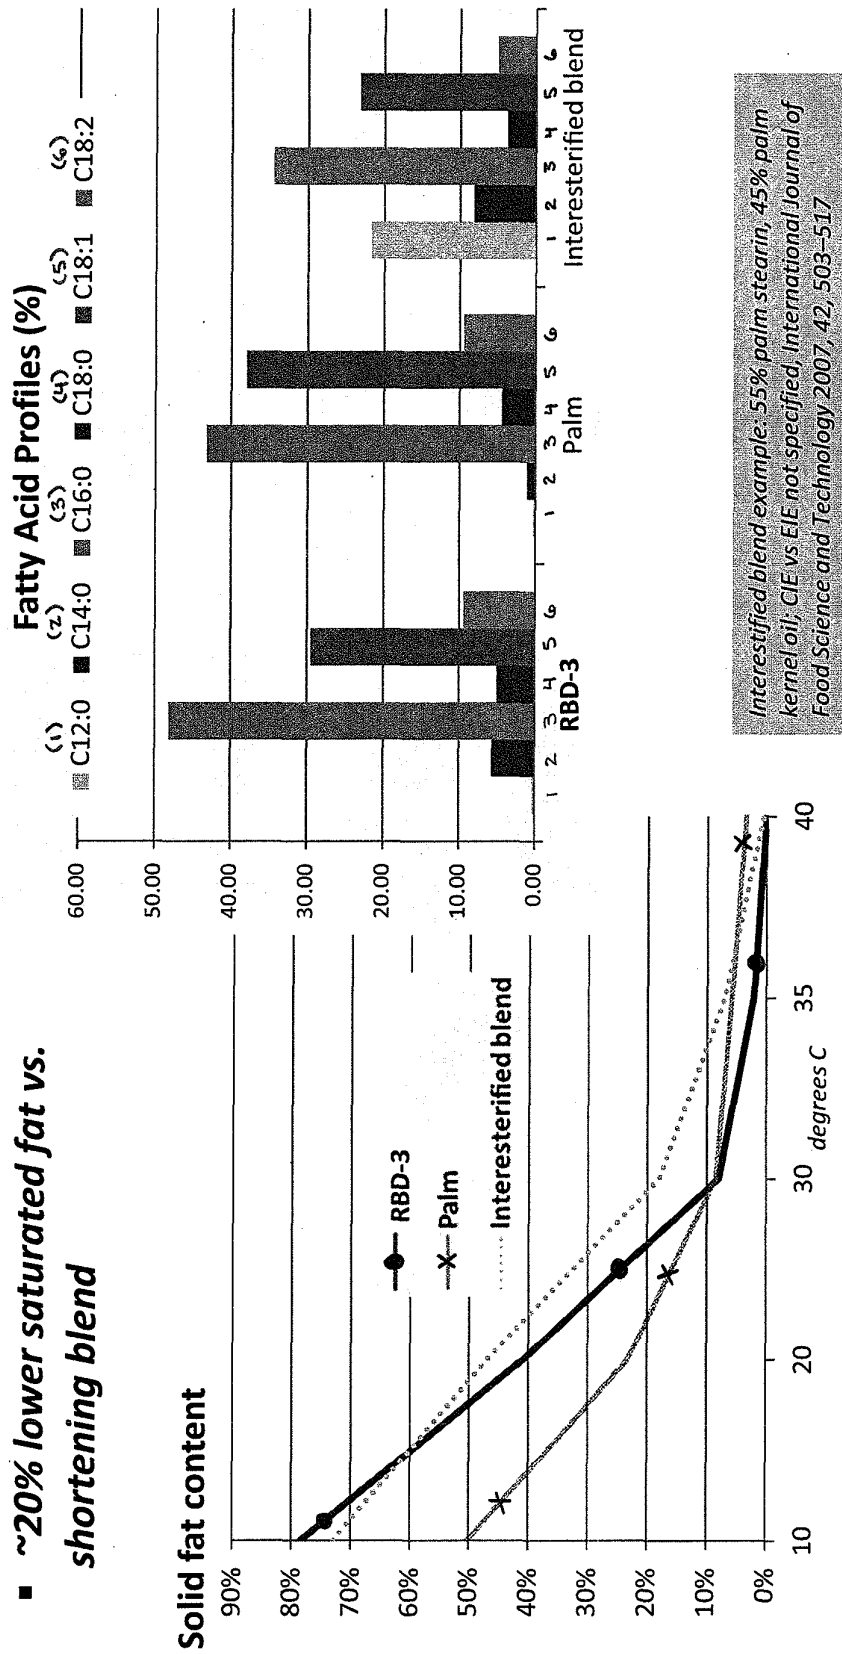 ▪ ~20% lower saturated fat vs.
shortening blend
Solid fat content
90%
80%
70%
60%
50%
40%
30%
20%
10%
0%
10
20
30
35
40
degrees C
RBD-3
Palm
Interesterified blend
Fatty Acid Profiles (%)
(1) (2) (3) (4) (5) (6)
C12:0 C14:0 C16:0 C18:0 C18:1 C18:2
60.00
50.00
40.00
30.00
20.00
10.00
0.00
1 2 3 4 5 6 1 2 3 4 5 6 1 2 3 4 5 6
RBD-3 Palm Interesterified blend
Interestified blend example: 55% palm stearin, 45% palm
kernel oil; CIE vs EIE not specified, International Journal of
Food Science and Technology 2007, 42, 503–517